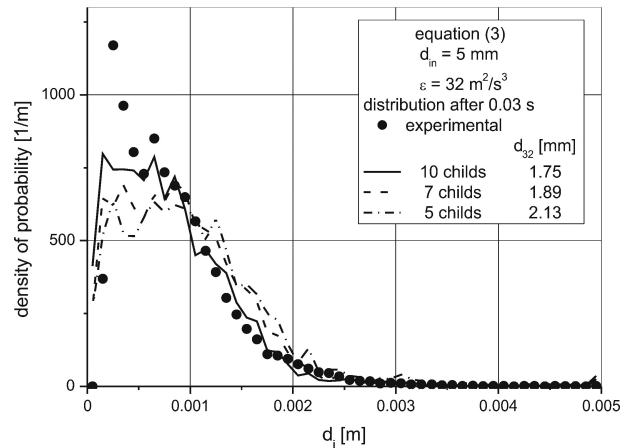 equation (3)
d_in = 5 mm
ε = 32 m²/s³
distribution after 0.03 s
● experimental
d_32 [mm]
10 childs 1.75
7 childs 1.89
5 childs 2.13
density of probability [1/m]
1000
500
0
0 0.001 0.002 0.003 0.004 0.005
d_i [m]